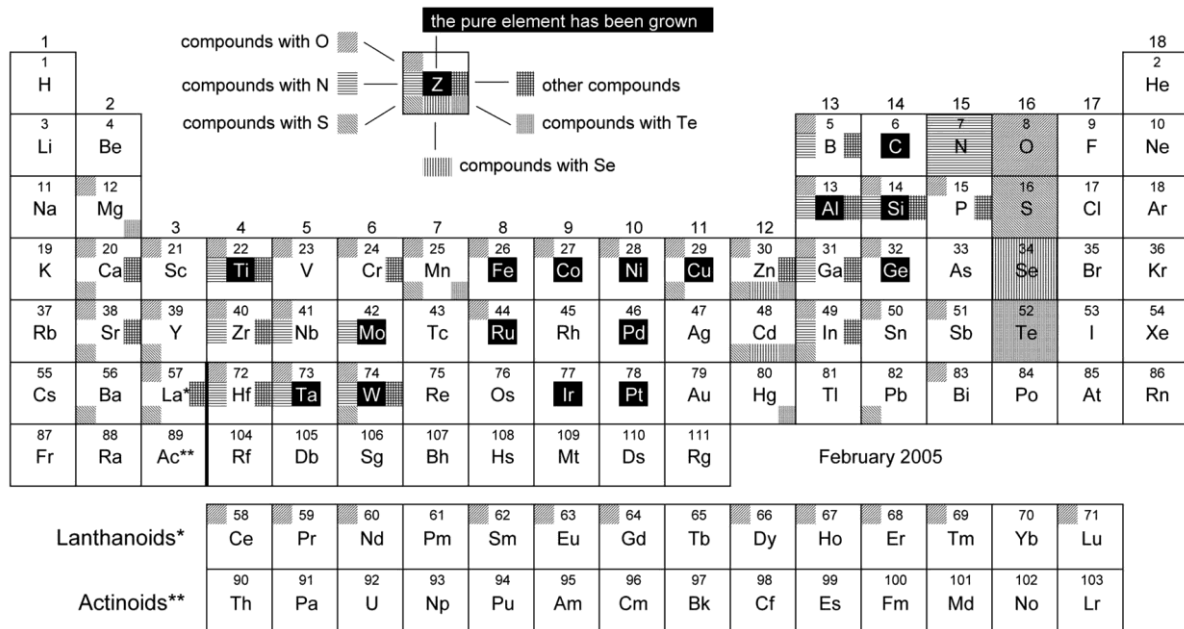 the pure element has been grown
compounds with O
compounds with N
compounds with S
Z
other compounds
compounds with Te
compounds with Se
1 18
1 2
H He
2 13 14 15 16 17
3 4 5 6 7 8 9 10
Li Be B C N O F Ne
11 12 13 14 15 16 17 18
Na Mg Al Si P S Cl Ar
3 4 5 6 7 8 9 10 11 12
19 20 21 22 23 24 25 26 27 28 29 30 31 32 33 34 35 36
K Ca Sc Ti V Cr Mn Fe Co Ni Cu Zn Ga Ge As Se Br Kr
37 38 39 40 41 42 43 44 45 46 47 48 49 50 51 52 53 54
Rb Sr Y Zr Nb Mo Tc Ru Rh Pd Ag Cd In Sn Sb Te I Xe
55 56 57 72 73 74 75 76 77 78 79 80 81 82 83 84 85 86
Cs Ba La* Hf Ta W Re Os Ir Pt Au Hg Tl Pb Bi Po At Rn
87 88 89 104 105 106 107 108 109 110 111
Fr Ra Ac** Rf Db Sg Bh Hs Mt Ds Rg
February 2005
58 59 60 61 62 63 64 65 66 67 68 69 70 71
Lanthanoids* Ce Pr Nd Pm Sm Eu Gd Tb Dy Ho Er Tm Yb Lu
90 91 92 93 94 95 96 97 98 99 100 101 102 103
Actinoids** Th Pa U Np Pu Am Cm Bk Cf Es Fm Md No Lr